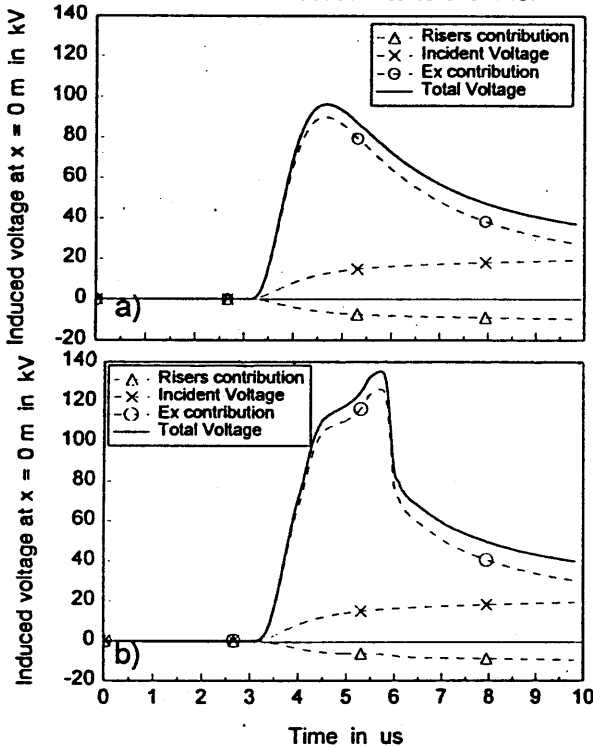 140
120
100
80
60
40
20
0
-20
Induced voltage at x = 0 m in kV
- △ - Risers contribution
- × - Incident Voltage
- ○ - Ex contribution
Total Voltage
a)
140
120
100
80
60
40
20
0
-20
Induced voltage at x = 0 m in kV
- △ - Risers contribution
- × - Incident Voltage
- ○ - Ex contribution
Total Voltage
b)
0 1 2 3 4 5 6 7 8 9 10
Time in us